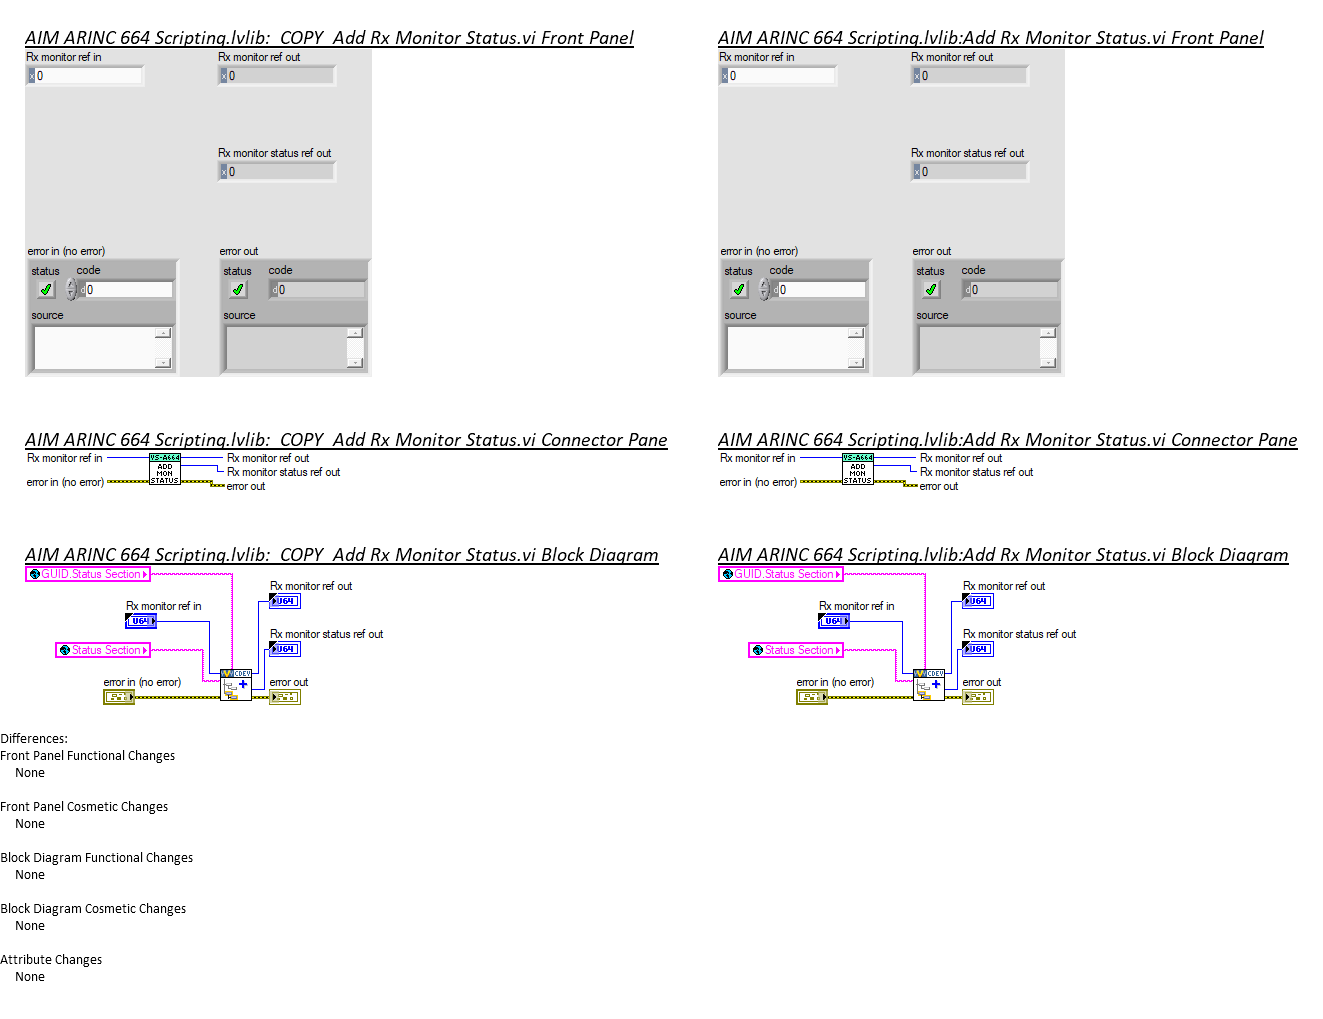 AIM ARINC 664 Scripting.lvlib:_COPY_Add Rx Monitor Status.vi Front Panel
Rx monitor ref in
Rx monitor ref out
x 0
x 0
Rx monitor status ref out
x 0
error in (no error)
error out
status code
status code
d 0
d 0
source
source
AIM ARINC 664 Scripting.lvlib:Add Rx Monitor Status.vi Front Panel
Rx monitor ref in
Rx monitor ref out
x 0
x 0
Rx monitor status ref out
x 0
error in (no error)
error out
status code
status code
d 0
d 0
source
source
AIM ARINC 664 Scripting.lvlib:_COPY_Add Rx Monitor Status.vi Connector Pane
Rx monitor ref in
VS-A664
ADD
MON
STATUS
Rx monitor ref out
Rx monitor status ref out
error in (no error)
error out
AIM ARINC 664 Scripting.lvlib:Add Rx Monitor Status.vi Connector Pane
Rx monitor ref in
VS-A664
ADD
MON
STATUS
Rx monitor ref out
Rx monitor status ref out
error in (no error)
error out
AIM ARINC 664 Scripting.lvlib:_COPY_Add Rx Monitor Status.vi Block Diagram
GUID.Status Section
Rx monitor ref out
U64
Rx monitor ref in
U64
Rx monitor status ref out
U64
Status Section
CDEV
error in (no error)
error out
AIM ARINC 664 Scripting.lvlib:Add Rx Monitor Status.vi Block Diagram
GUID.Status Section
Rx monitor ref out
U64
Rx monitor ref in
U64
Rx monitor status ref out
U64
Status Section
CDEV
error in (no error)
error out
Differences:
Front Panel Functional Changes
None
Front Panel Cosmetic Changes
None
Block Diagram Functional Changes
None
Block Diagram Cosmetic Changes
None
Attribute Changes
None